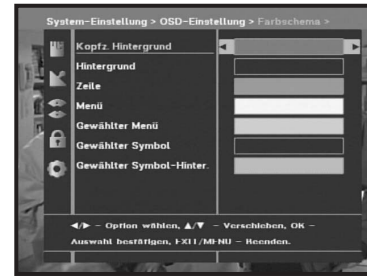 System-Einstellung > OSD-Einstellung > Farbschema >
Kopfz. Hintergrund
Hintergrund
Zeile
Menü
Gewählter Menü
Gewählter Symbol
Gewählter Symbol-Hinter.
◀/▶ – Option wählen, ▲/▼ – Verschieben, OK –
Auswahl bestätigen, EXIT/MENU – Beenden.